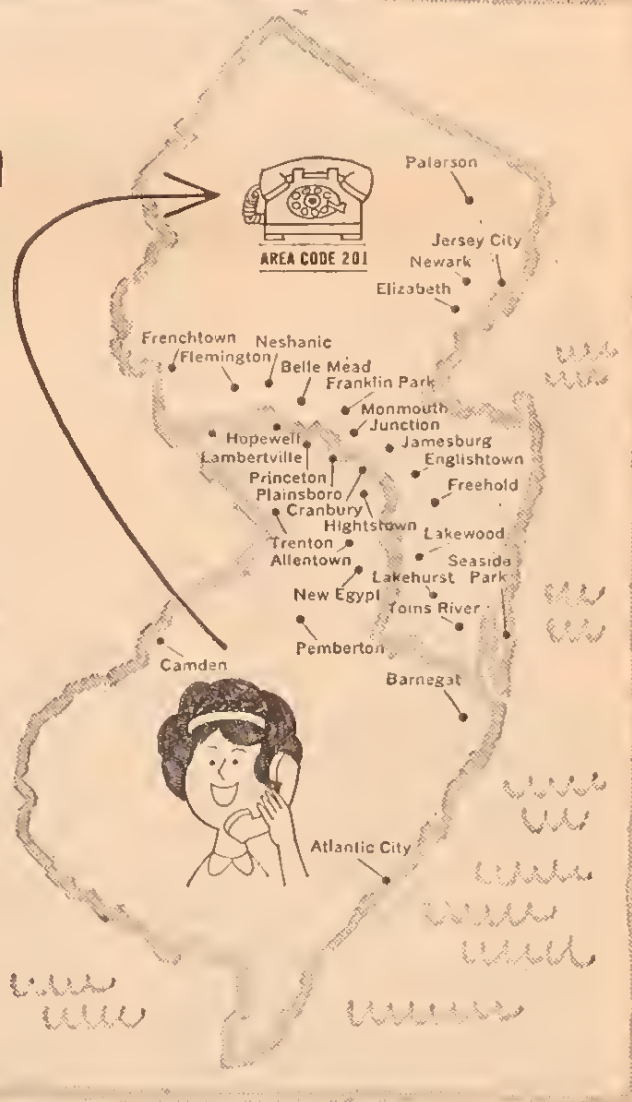 Paterson
AREA CODE 201
Jersey City
Newark
Elizabeth
Frenchtown
Neshanic
Flemington
Belle Mead
Franklin Park
Monmouth
Junction
Hopewell
Jamesburg
Lambertville
Englishtown
Princeton
Plainsboro
Freehold
Cranbury
Hightstown
Trenton
Lakewood
Allentown
Seaside
Park
Lakehurst
New Egypt
Toms River
Pemberton
Camden
Barnegat
Atlantic City